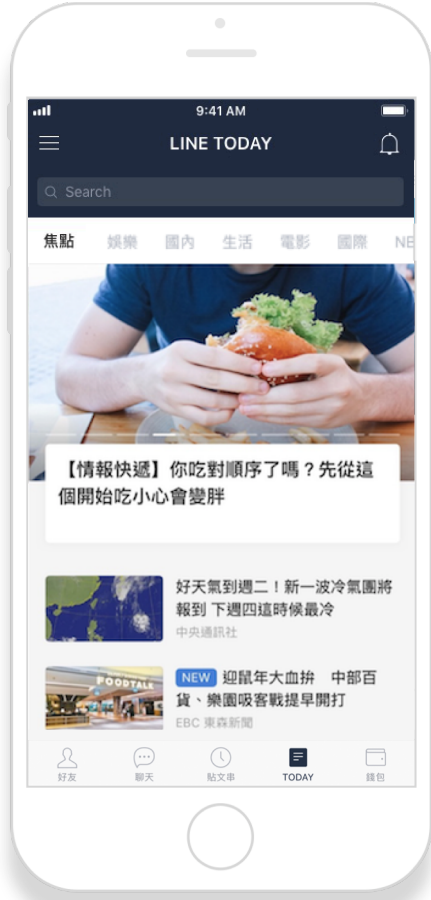 9:41 AM
LINE TODAY
Search
焦點 娛樂 國內 生活 電影 國際 NE
【情報快遞】你吃對順序了嗎？先從這
個開始吃小心會變胖
好天氣到週二！新一波冷氣團將
報到 下週四這時候最冷
中央通訊社
FOODTALE
NEW 迎鼠年大血拚 中部百
貨、樂園吸客戰提早開打
EBC 東森新聞
好友 聊天 貼文串 TODAY 錢包